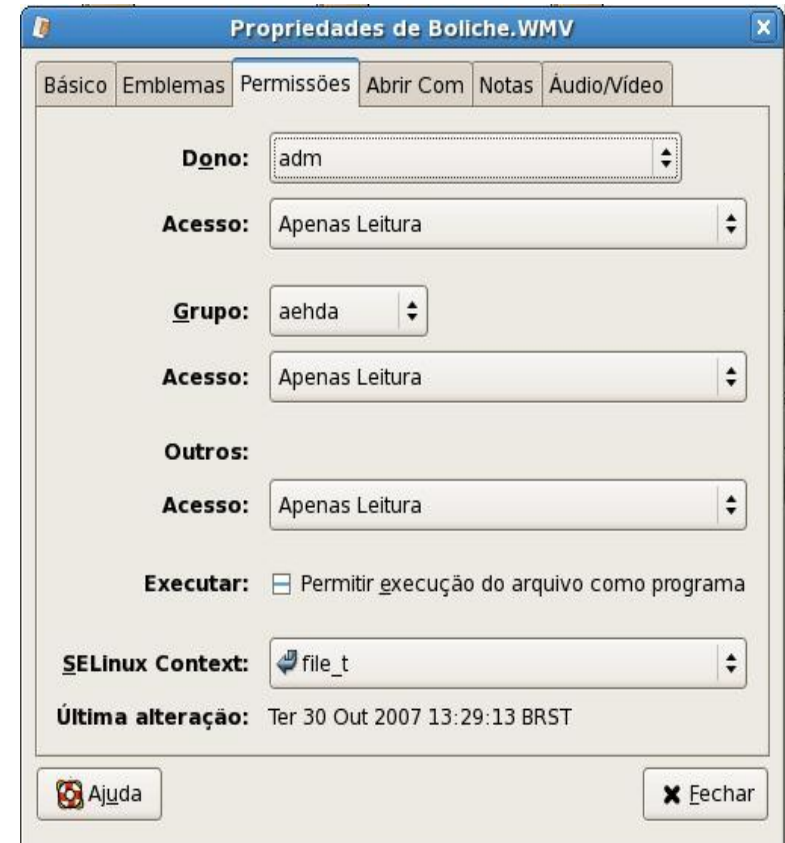 Propriedades de Boliche.WMV
Básico Emblemas Permissões Abrir Com Notas Áudio/Vídeo
Dono: adm
Acesso: Apenas Leitura
Grupo: aehda
Acesso: Apenas Leitura
Outros:
Acesso: Apenas Leitura
Executar: Permitir execução do arquivo como programa
SELinux Context: file_t
Última alteração: Ter 30 Out 2007 13:29:13 BRST
Ajuda Fechar